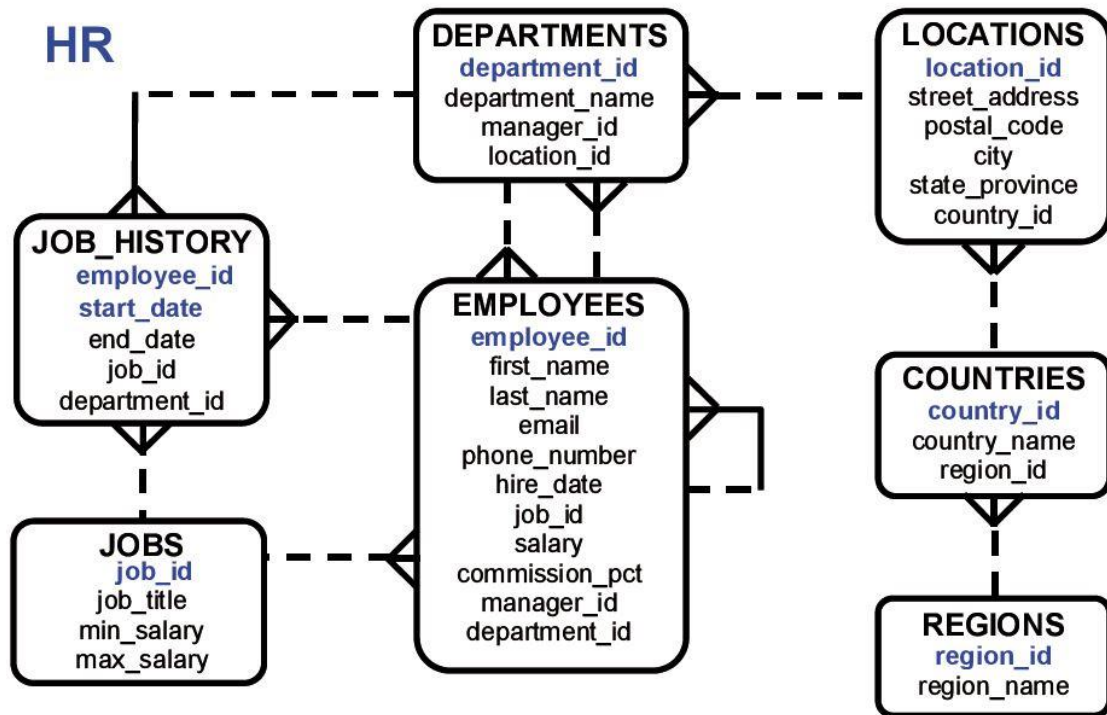 HR
DEPARTMENTS
department_id
department_name
manager_id
location_id
LOCATIONS
location_id
street_address
postal_code
city
state_province
country_id
JOB_HISTORY
employee_id
start_date
end_date
job_id
department_id
EMPLOYEES
employee_id
first_name
last_name
email
phone_number
hire_date
job_id
salary
commission_pct
manager_id
department_id
COUNTRIES
country_id
country_name
region_id
JOBS
job_id
job_title
min_salary
max_salary
REGIONS
region_id
region_name